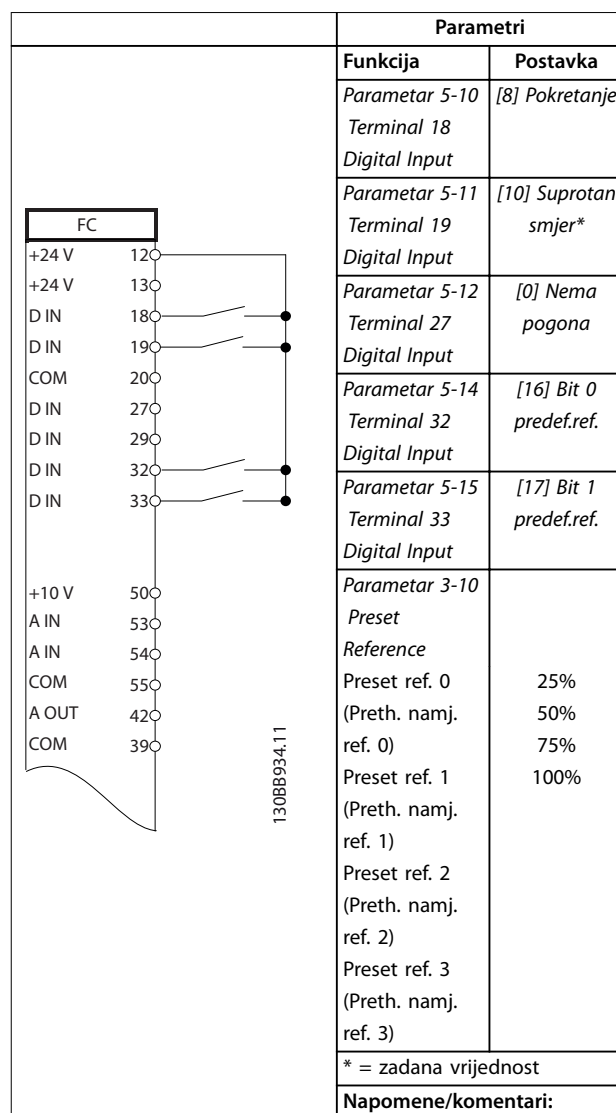 Parametri
Funkcija Postavka
Parametar 5-10 [8] Pokretanje
Terminal 18
Digital Input
Parametar 5-11 [10] Suprotan
Terminal 19 smjer*
Digital Input
Parametar 5-12 [0] Nema
Terminal 27 pogona
Digital Input
Parametar 5-14 [16] Bit 0
Terminal 32 predef.ref.
Digital Input
Parametar 5-15 [17] Bit 1
Terminal 33 predef.ref.
Digital Input
Parametar 3-10
Preset
Reference
Preset ref. 0 25%
(Preth. namj. 50%
ref. 0) 75%
Preset ref. 1 100%
(Preth. namj.
ref. 1)
Preset ref. 2
(Preth. namj.
ref. 2)
Preset ref. 3
(Preth. namj.
ref. 3)
* = zadana vrijednost
Napomene/komentari:
FC
+24 V 12
+24 V 13
D IN 18
D IN 19
COM 20
D IN 27
D IN 29
D IN 32
D IN 33
+10 V 50
A IN 53
A IN 54
COM 55
A OUT 42
COM 39
130BB934.11